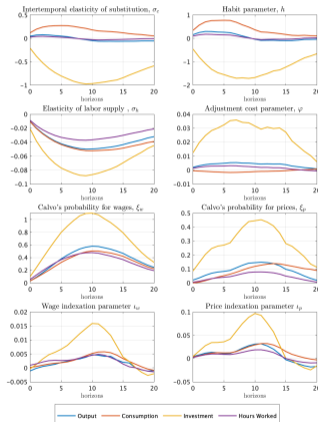 Intertemporal elasticity of substitution, σc
Habit parameter, h
0.5
0
-0.5
-1
2
1
0
-1
-2
0 5 10 15 20
0 5 10 15 20
horizons
horizons
Elasticity of labor supply , σh
Adjustment cost parameter, φ
0
-0.02
-0.04
-0.06
-0.08
-0.1
0.04
0.03
0.02
0.01
0
-0.01
0 5 10 15 20
0 5 10 15 20
horizons
horizons
Calvo's probability for wages, ξw
Calvo's probability for prices, ξp
1
0.8
0.6
0.4
0.2
0
0.5
0.4
0.3
0.2
0.1
0
0 5 10 15 20
0 5 10 15 20
horizons
horizons
Wage indexation parameter ιw
Price indexation parameter ιp
0.02
0.015
0.01
0.005
0
-0.005
0.1
0.05
0
-0.05
0 5 10 15 20
0 5 10 15 20
horizons
horizons
Output Consumption Investment Hours Worked